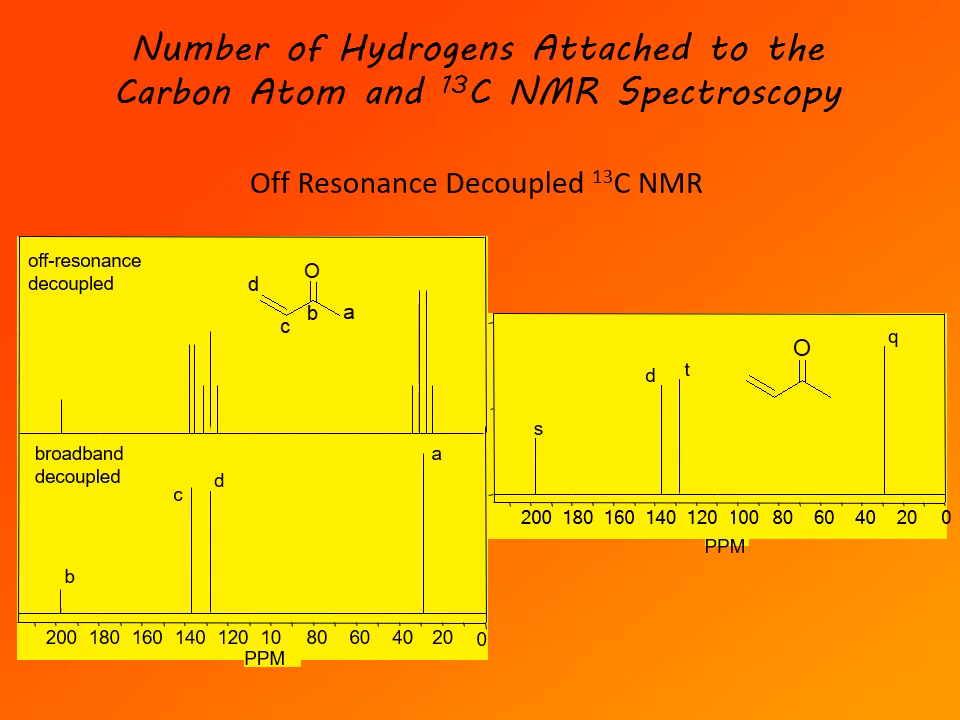 Number of Hydrogens Attached to the
Carbon Atom and ¹³C NMR Spectroscopy
Off Resonance Decoupled ¹³C NMR
off-resonance
decoupled
O
d
c
b
a
broadband
decoupled
a
d
c
b
200 180 160 140 120 10 80 60 40 20 0
PPM
O
q
d
t
s
200 180 160 140 120 100 80 60 40 20 0
PPM